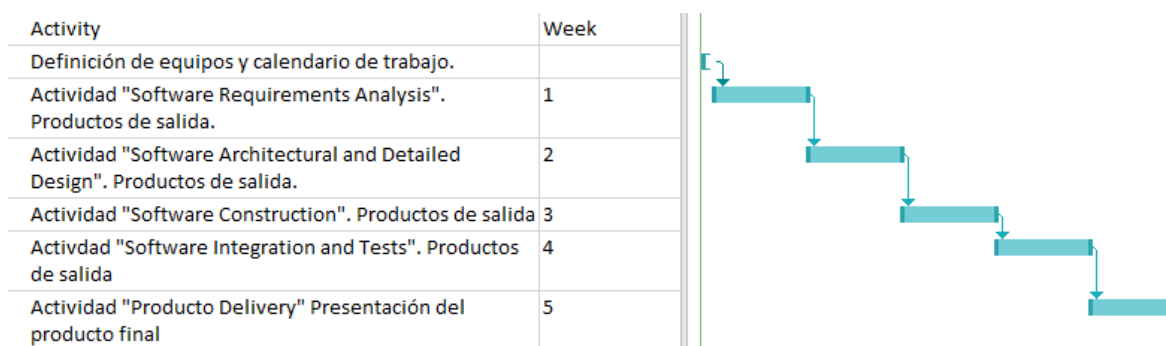 Activity Week
Definición de equipos y calendario de trabajo.
Actividad "Software Requirements Analysis". 1
Productos de salida.
Actividad "Software Architectural and Detailed 2
Design". Productos de salida.
Actividad "Software Construction". Productos de salida 3
Activdad "Software Integration and Tests". Productos 4
de salida
Actividad "Producto Delivery" Presentación del 5
producto final